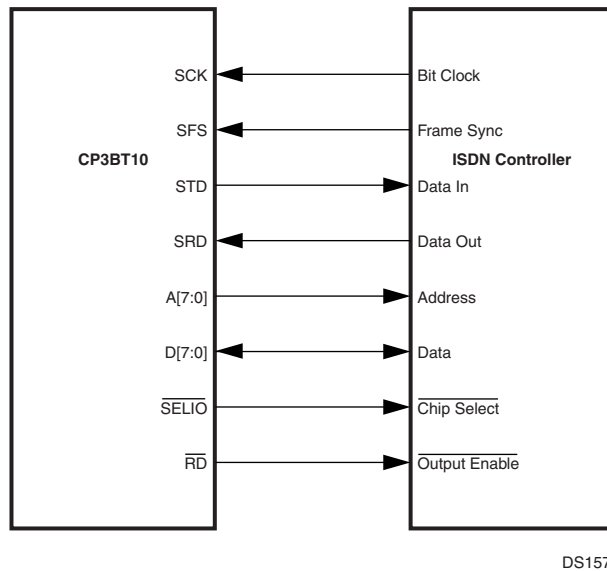 SCK Bit Clock
SFS Frame Sync
CP3BT10 ISDN Controller
STD Data In
SRD Data Out
A[7:0] Address
D[7:0] Data
SELIO Chip Select
RD Output Enable
DS157